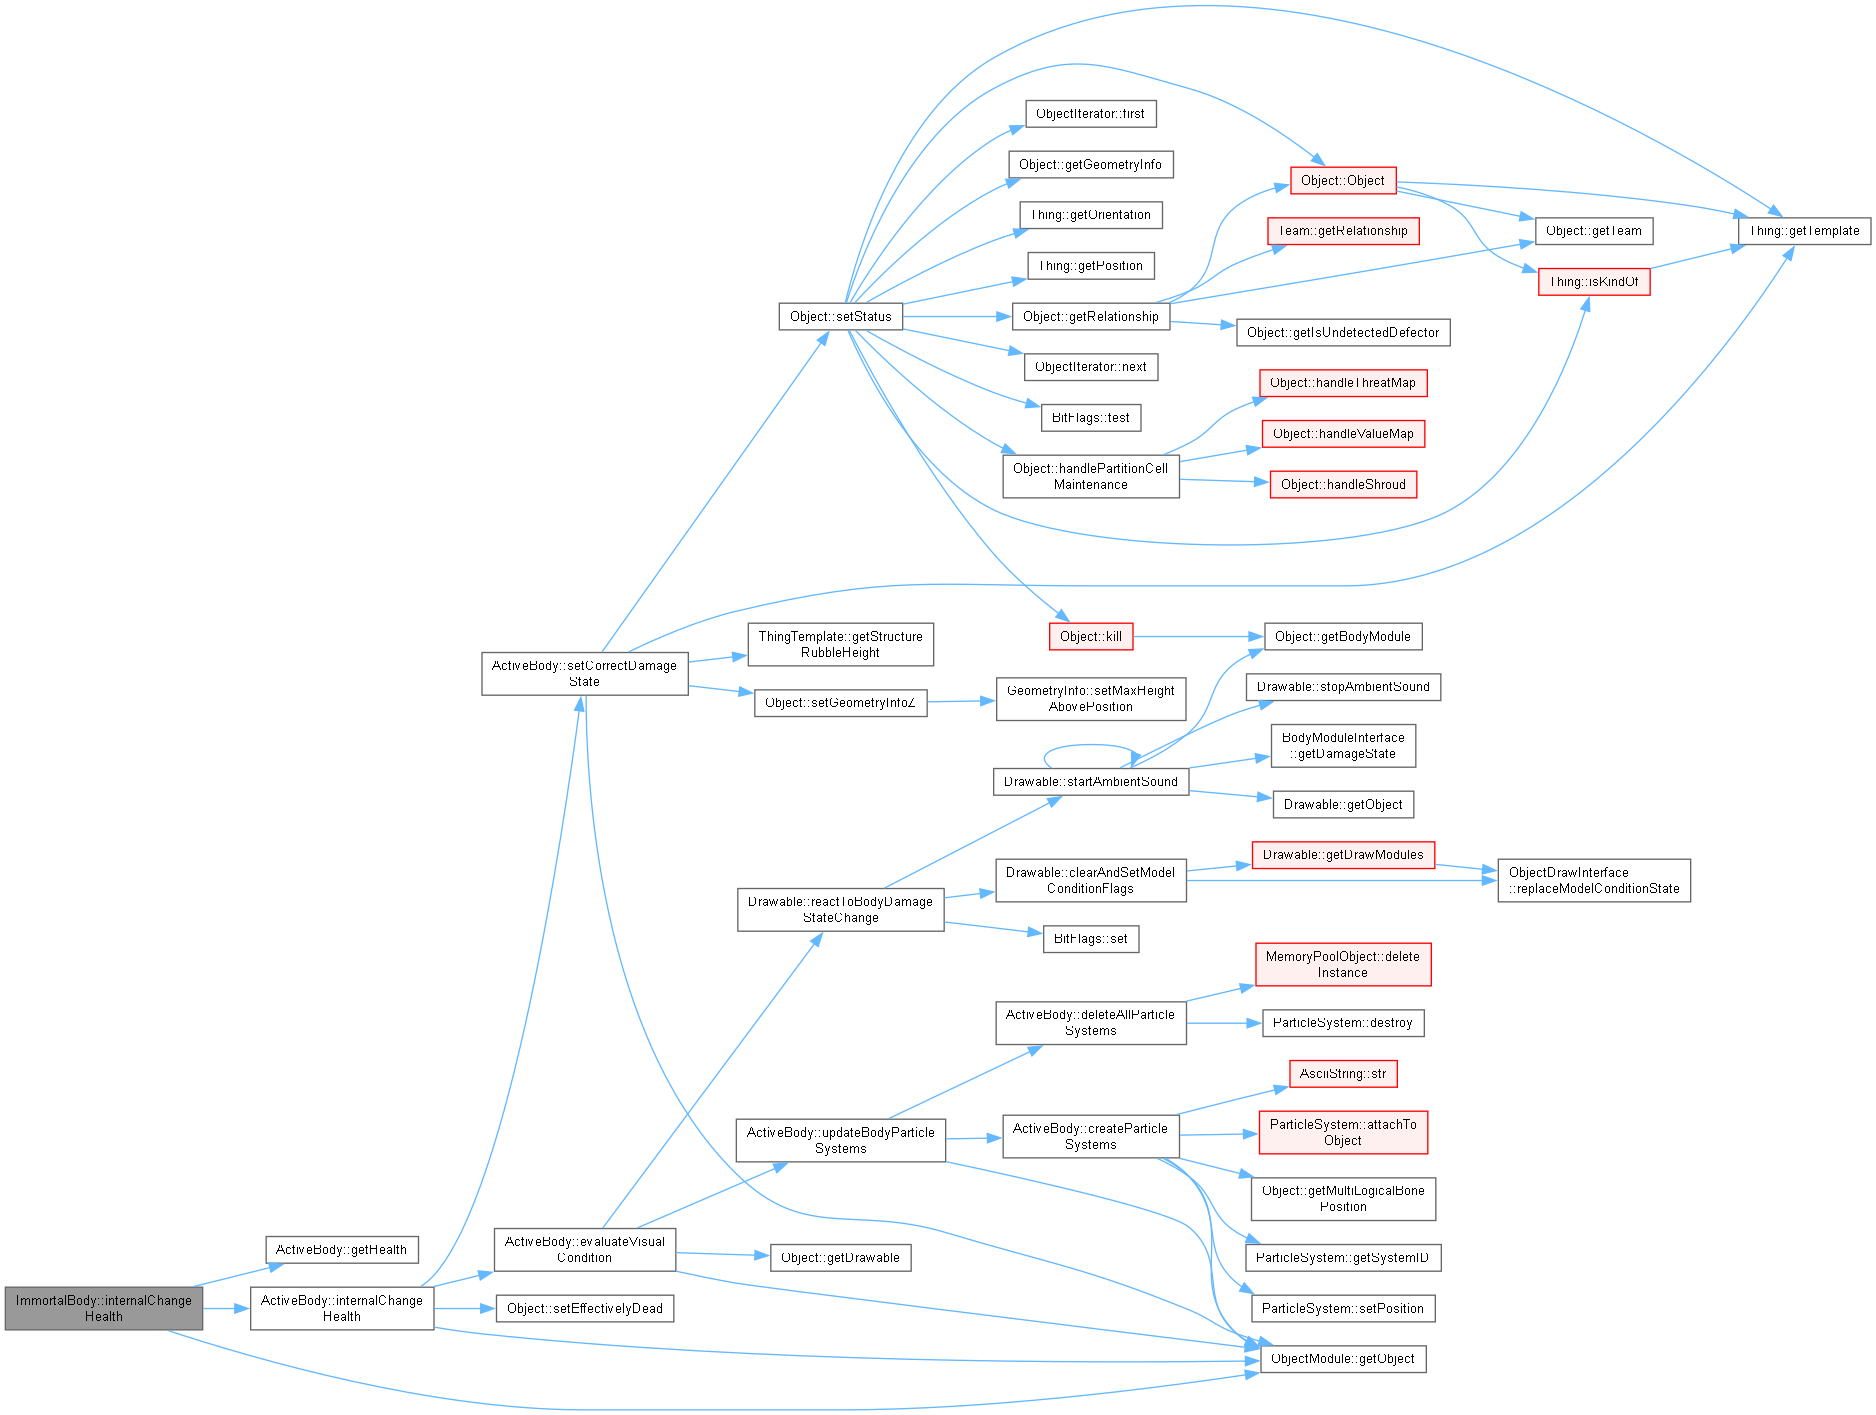 ObjectIterator::first
Object::getGeometryInfo
Object::Object
Thing::getOrientation
Team::getRelationship
Object::getTeam
Thing::getTemplate
Thing::getPosition
Thing::isKindOf
Object::setStatus
Object::getRelationship
Object::getIsUndetectedDefector
ObjectIterator::next
Object::handleThreatMap
BitFlags::test
Object::handleValueMap
Object::handlePartitionCell
Maintenance
Object::handleShroud
Object::kill
Object::getBodyModule
ThingTemplate::getStructure
RubbleHeight
ActiveBody::setCorrectDamage
State
Object::setGeometryInfoZ
GeometryInfo::setMaxHeight
AbovePosition
Drawable::stopAmbientSound
BodyModuleInterface
::getDamageState
Drawable::startAmbientSound
Drawable::getObject
Drawable::getDrawModules
Drawable::clearAndSetModel
ConditionFlags
ObjectDrawInterface
::replaceModelConditionState
Drawable::reactToBodyDamage
StateChange
BitFlags::set
MemoryPoolObject::delete
Instance
ActiveBody::deleteAllParticle
Systems
ParticleSystem::destroy
AsciiString::str
ActiveBody::updateBodyParticle
Systems
ActiveBody::createParticle
Systems
ParticleSystem::attachTo
Object
Object::getMultiLogicalBone
Position
ActiveBody::getHealth
ActiveBody::evaluateVisual
Condition
Object::getDrawable
ParticleSystem::getSystemID
ImmortalBody::internalChange
Health
ActiveBody::internalChange
Health
Object::setEffectivelyDead
ParticleSystem::setPosition
ObjectModule::getObject